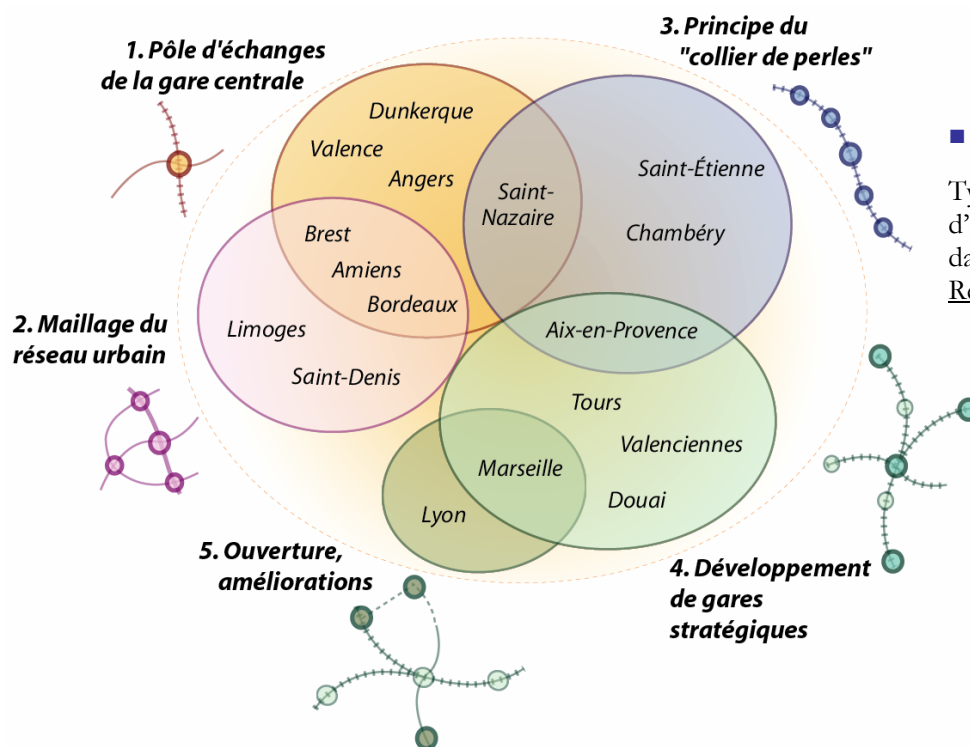 1. Pôle d'échanges
de la gare centrale
3. Principe du
"collier de perles"
Dunkerque
Valence
Angers
Saint-
Nazaire
Saint-Étienne
Chambéry
Brest
Amiens
Bordeaux
Limoges
Saint-Denis
2. Maillage du
réseau urbain
Aix-en-Provence
Tours
Valenciennes
Marseille
Douai
Lyon
5. Ouverture,
améliorations
4. Développement
de gares
stratégiques